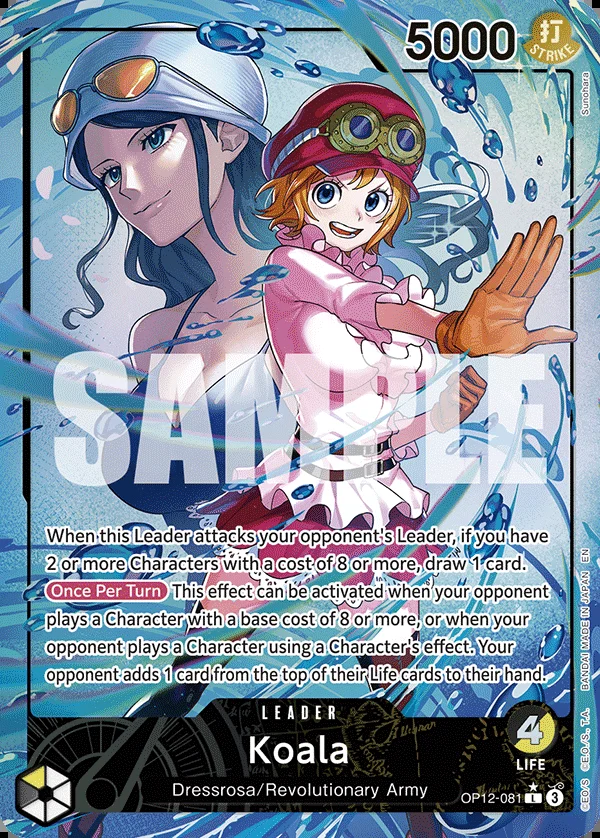 5000
打
STRIKE
Sunohara
SAMPLE
When this Leader attacks your opponent's Leader, if you have
2 or more Characters with a cost of 8 or more, draw 1 card.
Once Per Turn This effect can be activated when your opponent
plays a Character with a base cost of 8 or more, or when your
opponent plays a Character using a Character's effect. Your
opponent adds 1 card from the top of their Life cards to their hand.
©E.O./S, ©E.O./S., T.A. BANDAI MADE IN JAPAN EN
LEADER
Koala
Dressrosa/Revolutionary Army
4
LIFE
OP12-081 L 3